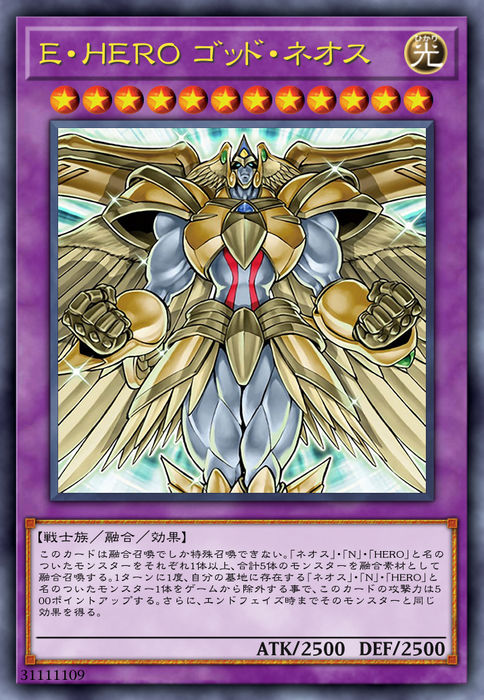 E・HERO ゴッド・ネオス
ひかり
光
【戦士族／融合／効果】
このカードは融合召喚でしか特殊召喚できない。「ネオス」・「N」・「HERO」と名の
ついたモンスターをそれぞれ1体以上、合計5体のモンスターを融合素材として
融合召喚する。1ターンに1度、自分の墓地に存在する「ネオス」・「N」・「HERO」
と名のついたモンスター1体をゲームから除外する事で、このカードの攻撃力は5
00ポイントアップする。さらに、エンドフェイズ時までそのモンスターと同じ
効果を得る。
ATK/2500 DEF/2500
31111109